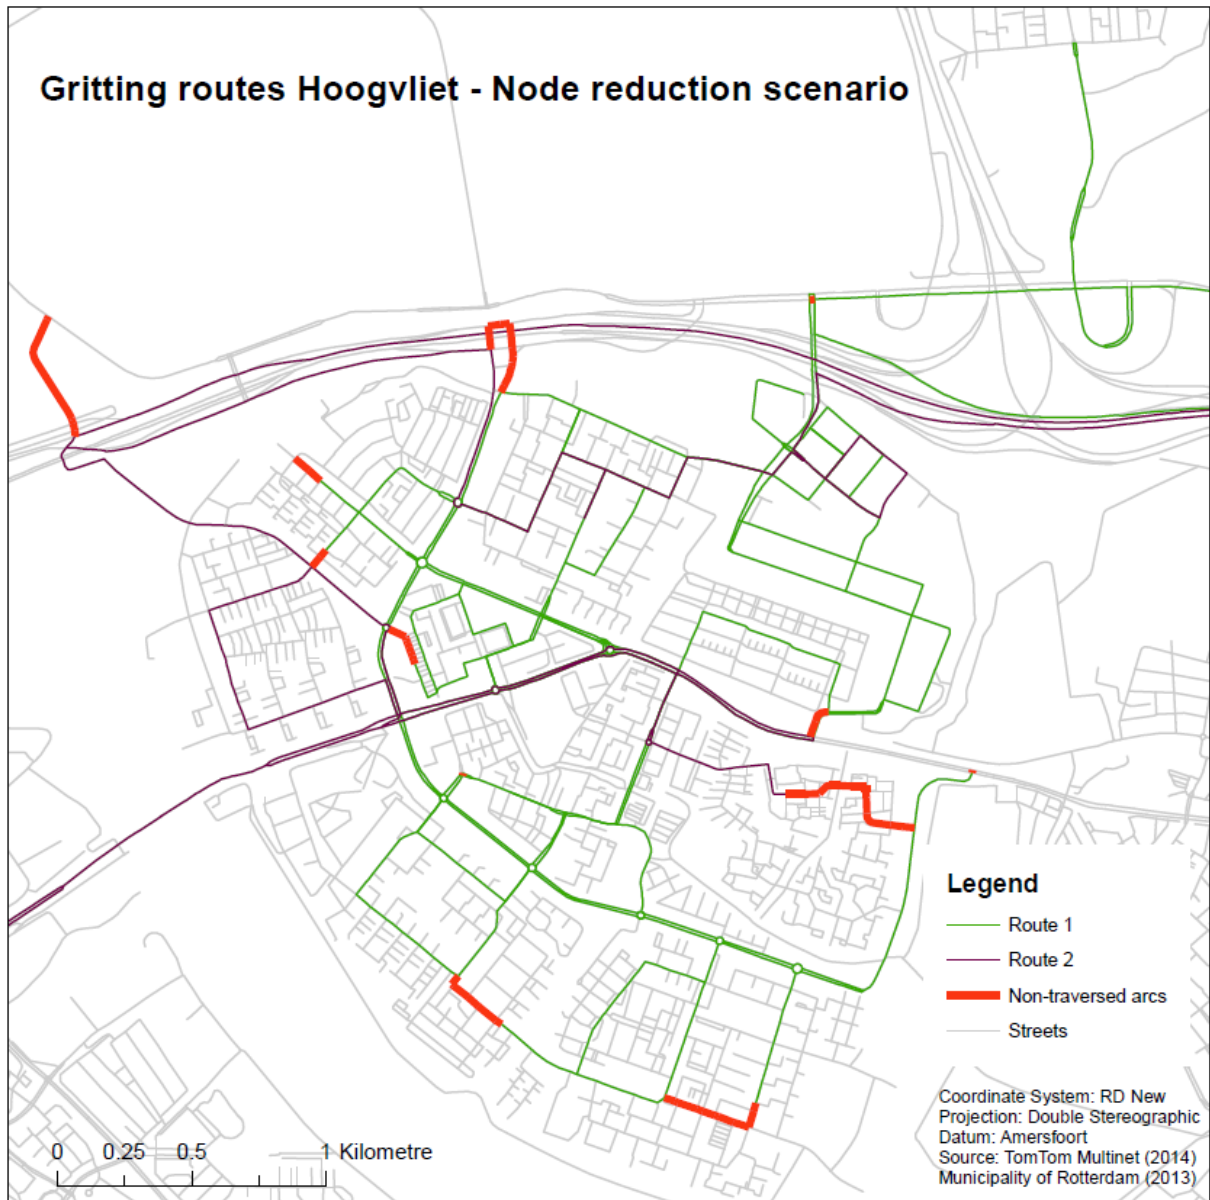 Gritting routes Hoogvliet - Node reduction scenario
Legend
Route 1
Route 2
Non-traversed arcs
Streets
Coordinate System: RD New
Projection: Double Stereographic
Datum: Amersfoort
Source: TomTom Multinet (2014)
Municipality of Rotterdam (2013)
0 0.25 0.5 1 Kilometre